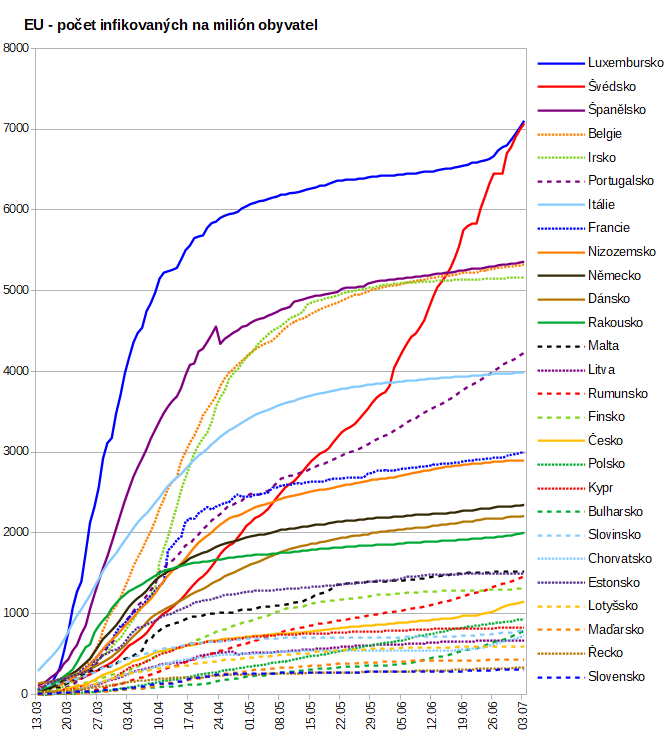 EU - počet infikovaných na milión obyvatel
8000
7000
6000
5000
4000
3000
2000
1000
0
13.03
20.03
27.03
03.04
10.04
17.04
24.04
01.05
08.05
15.05
22.05
29.05
05.06
12.06
19.06
26.06
03.07
Luxembursko
Švédsko
Španělsko
Belgie
Irsko
Portugalsko
Itálie
Francie
Nizozemsko
Německo
Dánsko
Rakousko
Malta
Litva
Rumunsko
Finsko
Česko
Polsko
Kypr
Bulharsko
Slovinsko
Chorvatsko
Estonsko
Lotyšsko
Maďarsko
Řecko
Slovensko